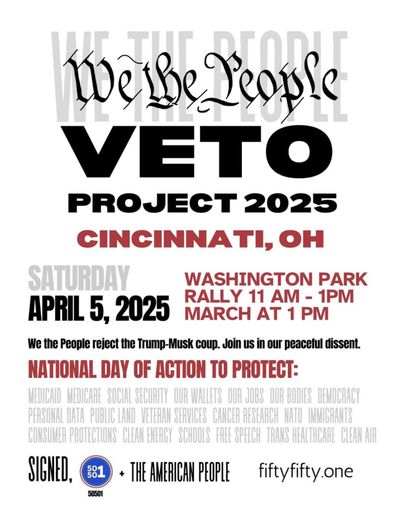 WE THE PEOPLE
We the People
VETO
PROJECT 2025
CINCINNATI, OH
SATURDAY
APRIL 5, 2025
WASHINGTON PARK
RALLY 11 AM - 1PM
MARCH AT 1 PM
We the People reject the Trump-Musk coup. Join us in our peaceful dissent.
NATIONAL DAY OF ACTION TO PROTECT:
MEDICAID MEDICARE SOCIAL SECURITY OUR WALLETS OUR JOBS OUR BODIES DEMOCRACY
PERSONAL DATA PUBLIC LAND VETERAN SERVICES CANCER RESEARCH NATO IMMIGRANTS
CONSUMER PROTECTIONS CLEAN ENERGY SCHOOLS FREE SPEECH TRANS HEALTHCARE CLEAN AIR
SIGNED, 50 50 1 + THE AMERICAN PEOPLE fiftyfifty.one
50501